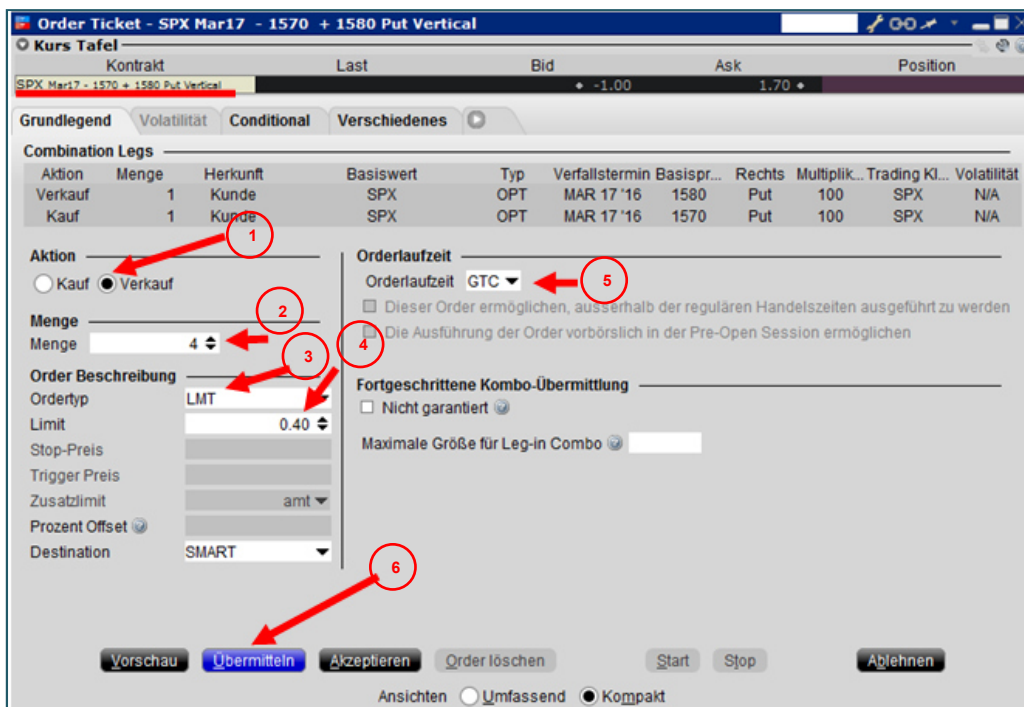 Order Ticket - SPX Mar17 - 1570 + 1580 Put Vertical
Kurs Tafel
Kontrakt Last Bid Ask Position
SPX Mar17 - 1570 + 1580 Put Vertical -1.00 1.70
Grundlegend Volatilität Conditional Verschiedenes
Combination Legs
Aktion Menge Herkunft Basiswert Typ Verfallstermin Basispr... Rechts Multiplik... Trading Kl... Volatilität
Verkauf 1 Kunde SPX OPT MAR 17 '16 1580 Put 100 SPX N/A
Kauf 1 Kunde SPX OPT MAR 17 '16 1570 Put 100 SPX N/A
1
Aktion
Kauf Verkauf
2
Menge
Menge 4
3
4
Order Beschreibung
Ordertyp LMT
Limit 0.40
Stop-Preis
Trigger Preis
Zusatzlimit amt
Prozent Offset
Destination SMART
Orderlaufzeit
Orderlaufzeit GTC
5
Dieser Order ermöglichen, ausserhalb der regulären Handelszeiten ausgeführt zu werden
Die Ausführung der Order vorbörslich in der Pre-Open Session ermöglichen
Fortgeschrittene Kombo-Übermittlung
Nicht garantiert
Maximale Größe für Leg-in Combo
6
Vorschau Übermitteln Akzeptieren Order löschen Start Stop Ablehnen
Ansichten Umfassend Kompakt